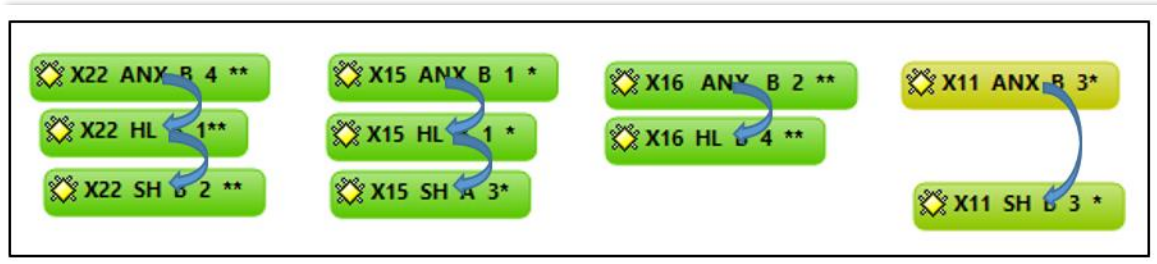 X22 ANX B 4 **
X22 HL 1**
X22 SH B 2 **
X15 ANX B 1 *
X15 HL 1 *
X15 SH A 3*
X16 ANX B 2 **
X16 HL B 4 **
X11 ANX B 3*
X11 SH B 3 *